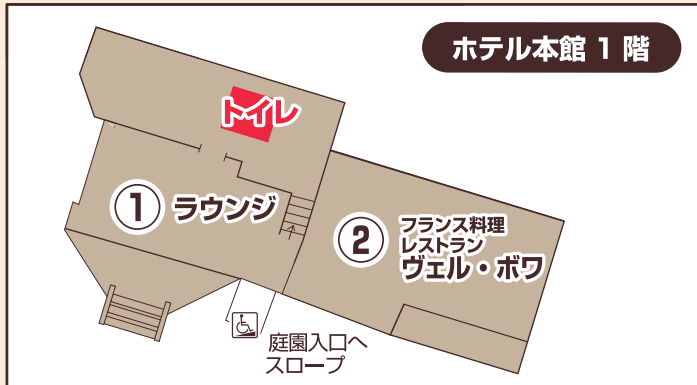 ホテル本館 1 階
トイレ
① ラウンジ
② フランス料理
レストラン
ヴェル・ボワ
庭園入口へ
スロープ